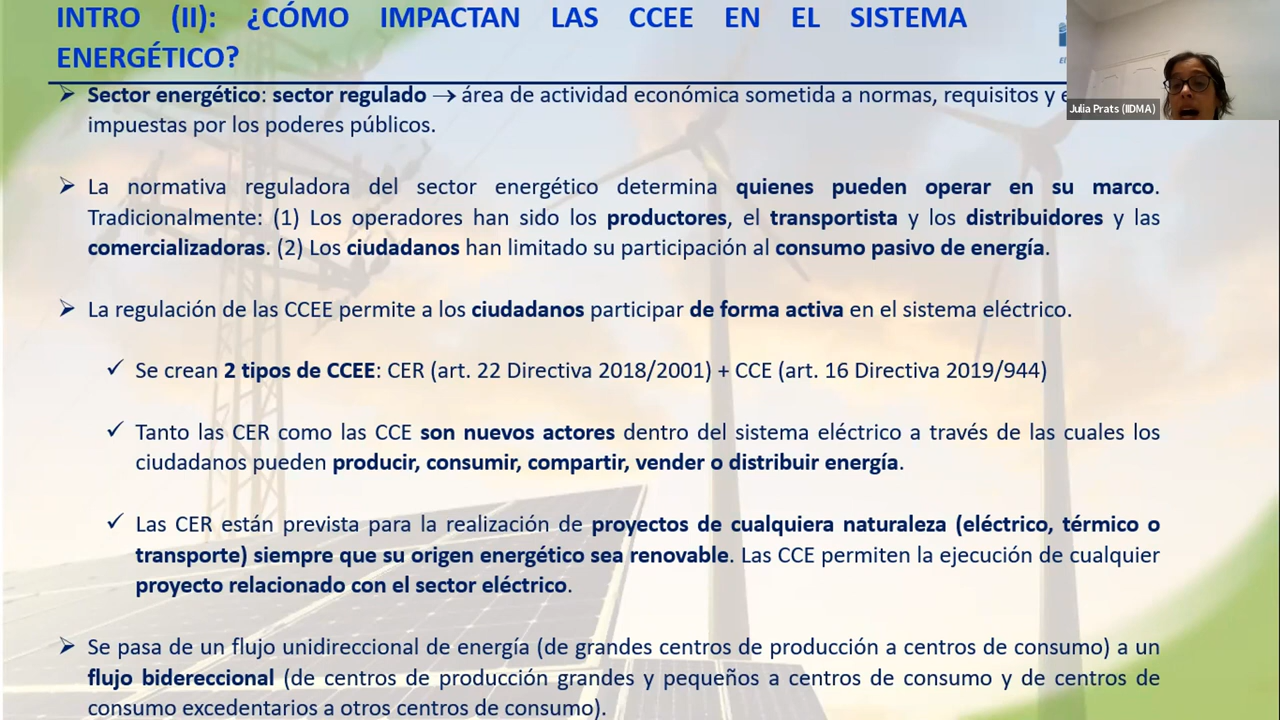 INTRO (II): ¿CÓMO IMPACTAN LAS CCEE EN EL SISTEMA
ENERGÉTICO?
Julia Prats (IIDMA)
➢ Sector energético: sector regulado → área de actividad económica sometida a normas, requisitos y
impuestas por los poderes públicos.
➢ La normativa reguladora del sector energético determina quienes pueden operar en su marco.
Tradicionalmente: (1) Los operadores han sido los productores, el transportista y los distribuidores y las
comercializadoras. (2) Los ciudadanos han limitado su participación al consumo pasivo de energía.
➢ La regulación de las CCEE permite a los ciudadanos participar de forma activa en el sistema eléctrico.
✓ Se crean 2 tipos de CCEE: CER (art. 22 Directiva 2018/2001) + CCE (art. 16 Directiva 2019/944)
✓ Tanto las CER como las CCE son nuevos actores dentro del sistema eléctrico a través de las cuales los
ciudadanos pueden producir, consumir, compartir, vender o distribuir energía.
✓ Las CER están prevista para la realización de proyectos de cualquiera naturaleza (eléctrico, térmico o
transporte) siempre que su origen energético sea renovable. Las CCE permiten la ejecución de cualquier
proyecto relacionado con el sector eléctrico.
➢ Se pasa de un flujo unidireccional de energía (de grandes centros de producción a centros de consumo) a un
flujo bidereccional (de centros de producción grandes y pequeños a centros de consumo y de centros de
consumo excedentarios a otros centros de consumo).